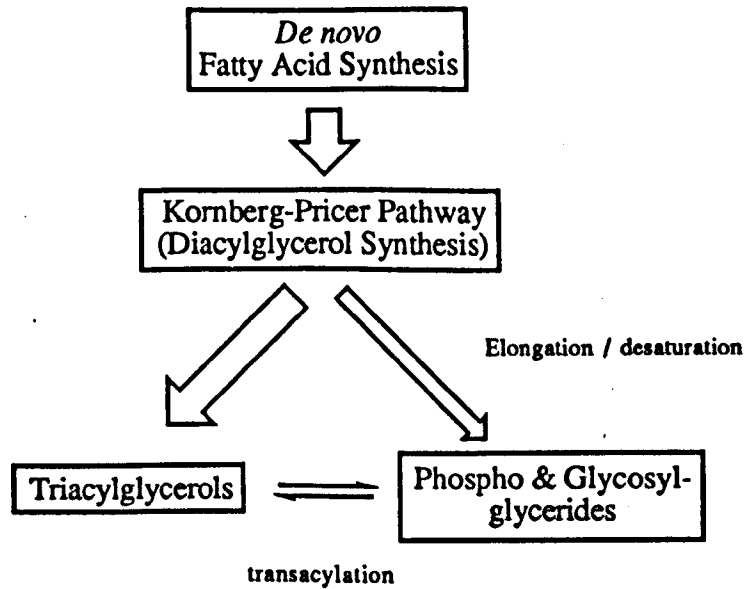 De novo
Fatty Acid Synthesis
Kornberg-Pricer Pathway
(Diacylglycerol Synthesis)
Elongation / desaturation
Triacylglycerols
Phospho & Glycosyl-
glycerides
transacylation